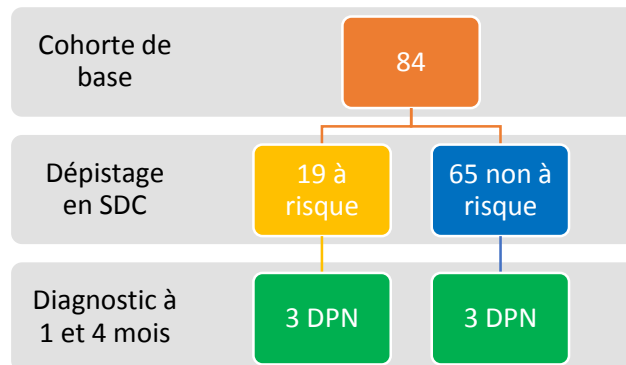 Cohorte de
base
84
Dépistage
en SDC
19 à
risque
65 non à
risque
Diagnostic à
1 et 4 mois
3 DPN
3 DPN